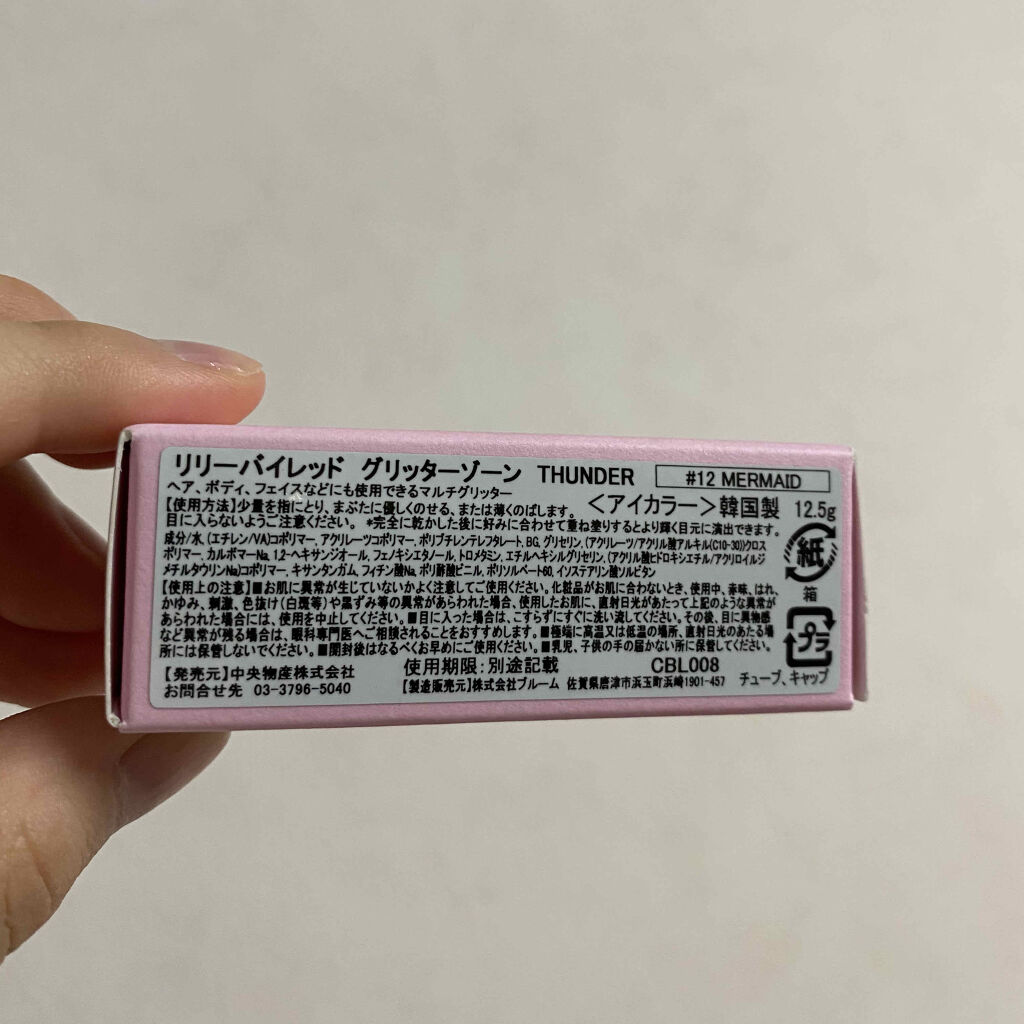 リリーバイレッド グリッターゾーン THUNDER #12 MERMAID
ヘア、ボディ、フェイスなどにも使用できるマルチグリッター
<アイカラー>韓国製 12.5g
【使用方法】少量を指にとり、まぶたに優しくのせる、または薄くのばします。
目に入らないようご注意ください。 *完全に乾かした後に好みに合わせて重ね塗りするとより輝く目元に演出できます。
成分/水、(エチレン/VA)コポリマー、アクリレーツコポリマー、ポリブチレンテレフタレート、BG、グリセリン、(アクリレーツ/アクリル酸アルキル(C10-30))クロス
ポリマー、カルボマーNa、1,2-ヘキサンジオール、フェノキシエタノール、トロメタミン、エチルヘキシルグリセリン、(アクリル酸ヒドロキシエチル/アクリロイルジ
メチルタウリンNa)コポリマー、キサンタンガム、フィチン酸Na、ポリ酢酸ビニル、ポリソルベート60、イソステアリン酸ソルビタン
【使用上の注意】■お肌に異常が生じていないかよく注意してご使用ください。化粧品がお肌に合わないとき、使用中、赤味、はれ、
かゆみ、刺激、色抜け(白斑等)や黒ずみ等の異常があらわれた場合、使用したお肌に、直射日光があたって上記のような異常が
あらわれた場合には、使用を中止してください。■目に入った場合は、こすらずにすぐに洗い流してください。その後、目に異物感
など異常が残る場合は、眼科専門医へご相談されることをおすすめします。■極端に高温又は低温の場所、直射日光のあたる場
所には保管しないでください。■開封後はなるべくお早めにご使用ください。■乳児、子供の手の届かない所に保管してください。
紙
箱
プラ
チューブ、キャップ
【発売元】中央物産株式会社 使用期限:別途記載 CBL008
お問合せ先 03-3796-5040 【製造販売元】株式会社ブルーム 佐賀県唐津市浜玉町浜崎1901-457